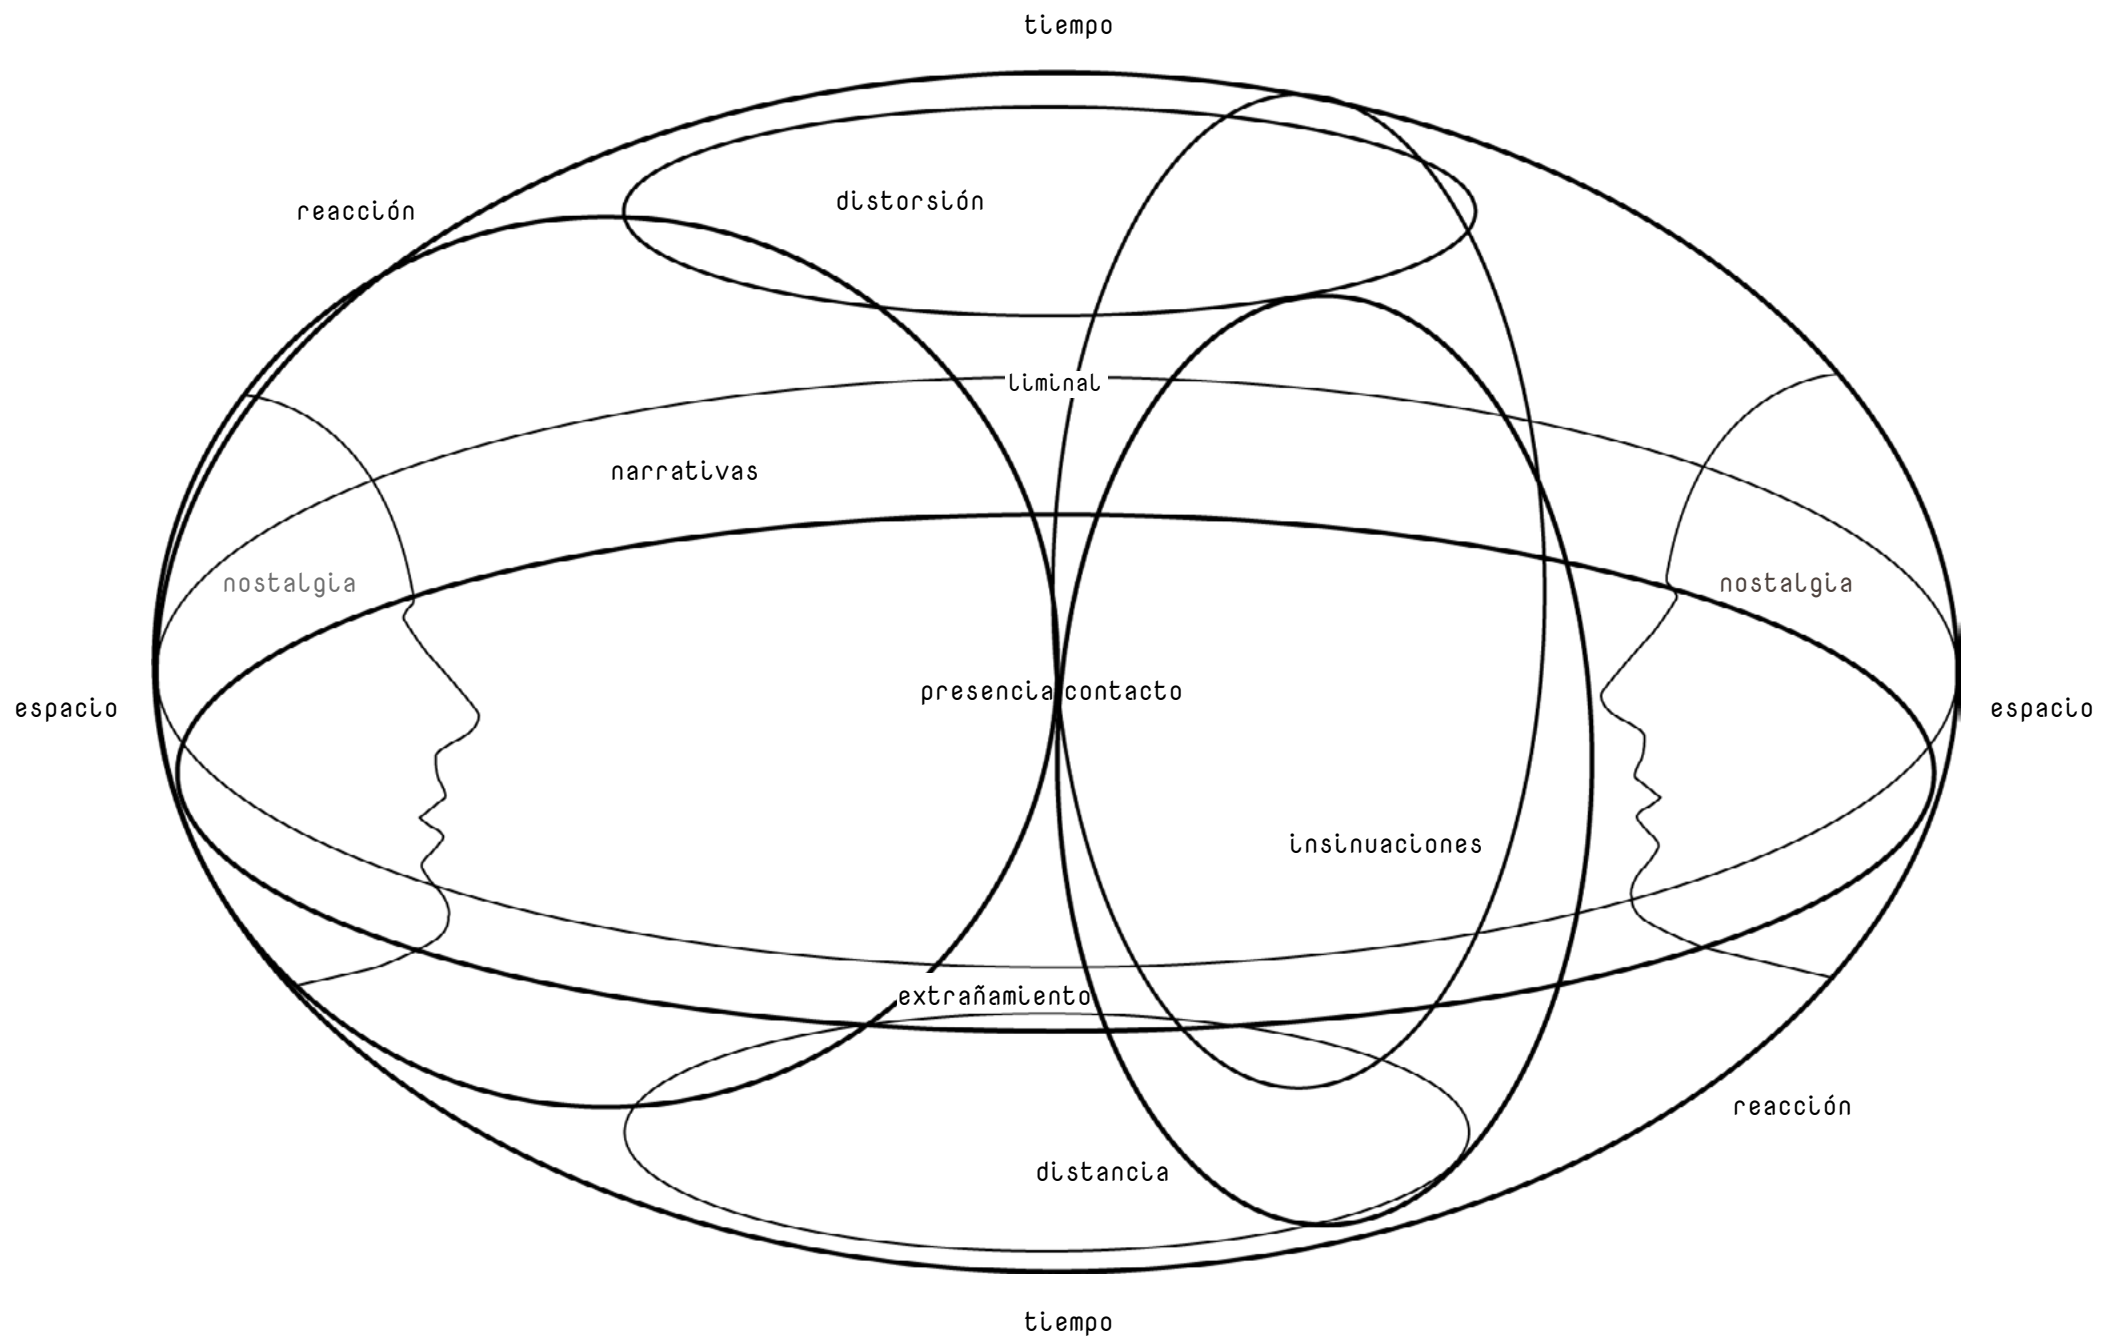 tiempo
reacción
distorsión
liminal
narrativas
nostalgia
nostalgia
presencia contacto
espacio
espacio
insinuaciones
extrañamiento
reacción
distancia
tiempo